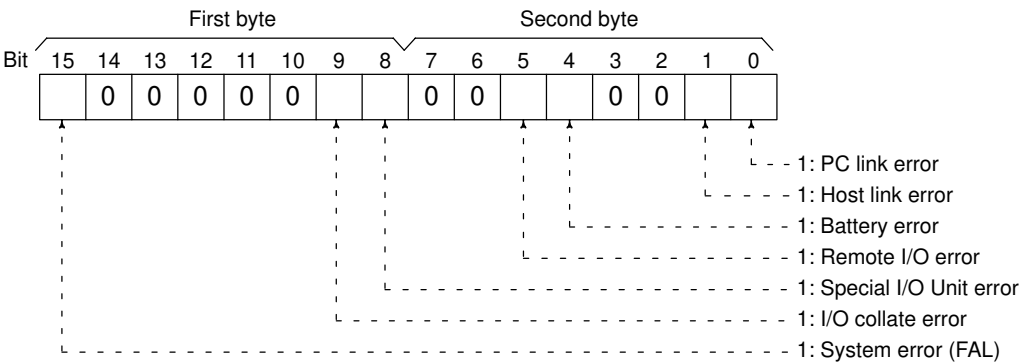 First byte Second byte
Bit 15 14 13 12 11 10 9 8 7 6 5 4 3 2 1 0
0 0 0 0 0 0 0 0 0
1: PC link error
1: Host link error
1: Battery error
1: Remote I/O error
1: Special I/O Unit error
1: I/O collate error
1: System error (FAL)